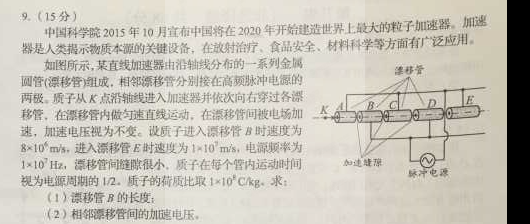 9.(15分)
中国科学院 2015 年 10 月宣布中国将在 2020 年开始建造世界上最大的粒子加速器。加速
器是人类揭示物质本源的关键设备,在放射治疗、食品安全、材料科学等方面有广泛应用。
如图所示,某直线加速器由沿轴线分布的一系列金属
圆管(漂移管)组成,相邻漂移管分别接在高频脉冲电源的
两极。质子从 K 点沿轴线进入加速器并依次向右穿过各漂
移管,在漂移管内做匀速直线运动,在漂移管间被电场加
速,加速电压视为不变。设质子进入漂移管 B 时速度为
8×10⁶ m/s,进入漂移管 E 时速度为 1×10⁷ m/s,电源频率为
1×10⁷ Hz,漂移管间缝隙很小,质子在每个管内运动时间
视为电源周期的 1/2。质子的荷质比取 1×10⁸ C/kg。求:
(1)漂移管 B 的长度;
(2)相邻漂移管间的加速电压。
漂移管
K A B C D E
加速缝隙
脉冲电源